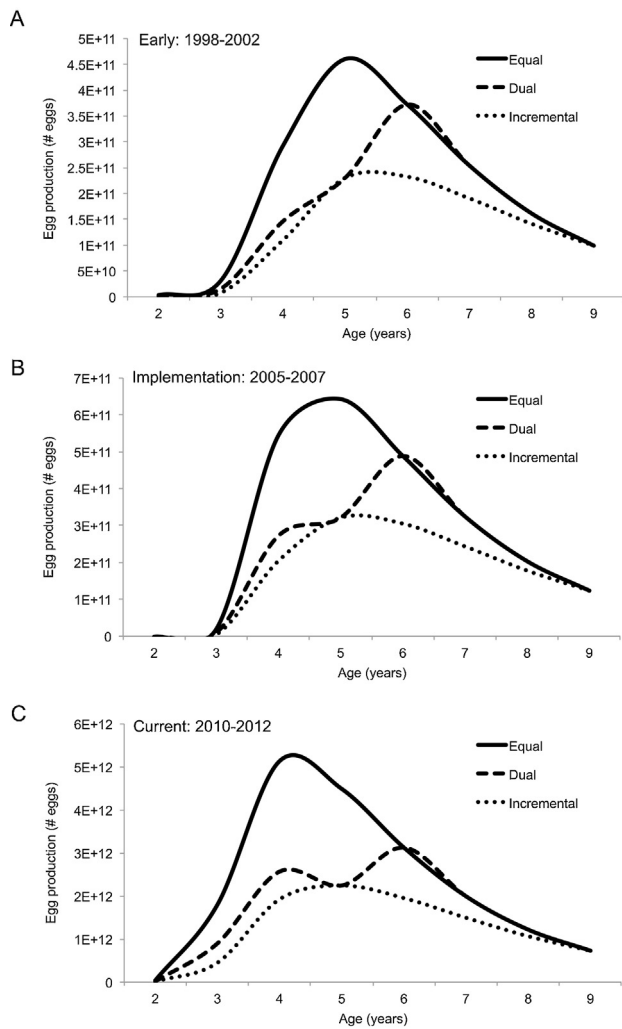 A
Early: 1998-2002
5E+11
4.5E+11
4E+11
3.5E+11
3E+11
2.5E+11
2E+11
1.5E+11
1E+11
5E+10
0
Egg production (# eggs)
Equal
Dual
Incremental
2 3 4 5 6 7 8 9
Age (years)
B
Implementation: 2005-2007
7E+11
6E+11
5E+11
4E+11
3E+11
2E+11
1E+11
0
Egg production (# eggs)
Equal
Dual
Incremental
2 3 4 5 6 7 8 9
Age (years)
C
Current: 2010-2012
6E+12
5E+12
4E+12
3E+12
2E+12
1E+12
0
Egg production (# eggs)
Equal
Dual
Incremental
2 3 4 5 6 7 8 9
Age (years)